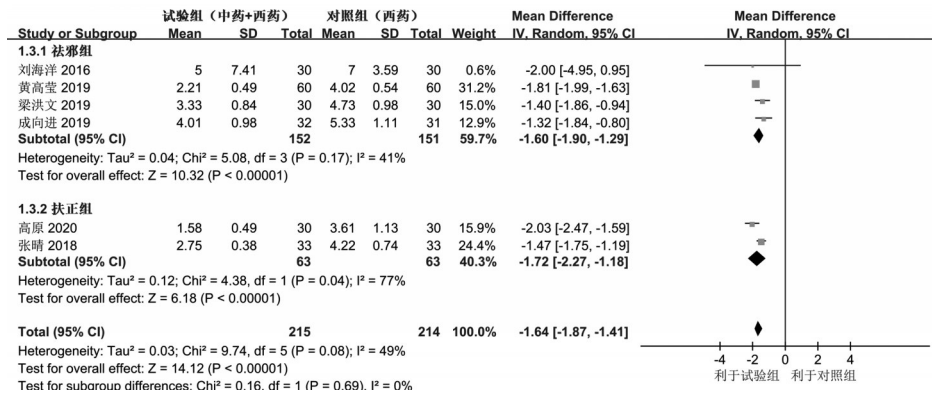 试验组（中药+西药） 对照组（西药） Mean Difference Mean Difference
Study or Subgroup Mean SD Total Mean SD Total Weight IV, Random, 95% CI IV, Random, 95% CI
1.3.1 祛邪组
刘海洋 2016 5 7.41 30 7 3.59 30 0.6% -2.00 [-4.95, 0.95]
黄高莹 2019 2.21 0.49 60 4.02 0.54 60 31.2% -1.81 [-1.99, -1.63]
梁洪文 2019 3.33 0.84 30 4.73 0.98 30 15.0% -1.40 [-1.86, -0.94]
成向进 2019 4.01 0.98 32 5.33 1.11 31 12.9% -1.32 [-1.84, -0.80]
Subtotal (95% CI) 152 151 59.7% -1.60 [-1.90, -1.29]
Heterogeneity: Tau² = 0.04; Chi² = 5.08, df = 3 (P = 0.17); I² = 41%
Test for overall effect: Z = 10.32 (P < 0.00001)
1.3.2 扶正组
高原 2020 1.58 0.49 30 3.61 1.13 30 15.9% -2.03 [-2.47, -1.59]
张晴 2018 2.75 0.38 33 4.22 0.74 33 24.4% -1.47 [-1.75, -1.19]
Subtotal (95% CI) 63 63 40.3% -1.72 [-2.27, -1.18]
Heterogeneity: Tau² = 0.12; Chi² = 4.38, df = 1 (P = 0.04); I² = 77%
Test for overall effect: Z = 6.18 (P < 0.00001)
Total (95% CI) 215 214 100.0% -1.64 [-1.87, -1.41]
Heterogeneity: Tau² = 0.03; Chi² = 9.74, df = 5 (P = 0.08); I² = 49%
Test for overall effect: Z = 14.12 (P < 0.00001)
Test for subgroup differences: Chi² = 0.16, df = 1 (P = 0.69), I² = 0%
-4 -2 0 2 4
利于试验组 利于对照组